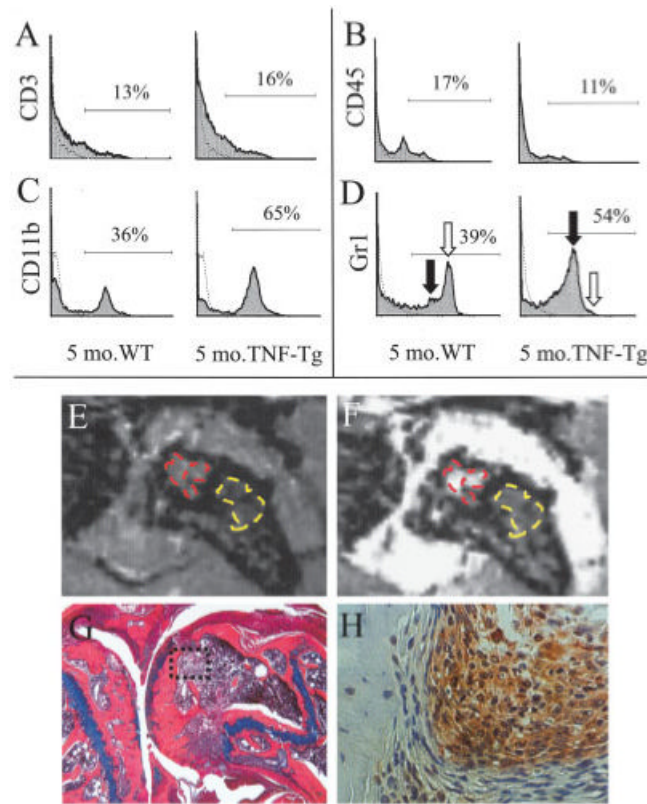 A
B
CD3
13%
16%
CD45
17%
11%
C
D
CD11b
36%
65%
Gr1
39%
54%
5 mo.WT
5 mo.TNF-Tg
5 mo.WT
5 mo.TNF-Tg
E
F
G
H